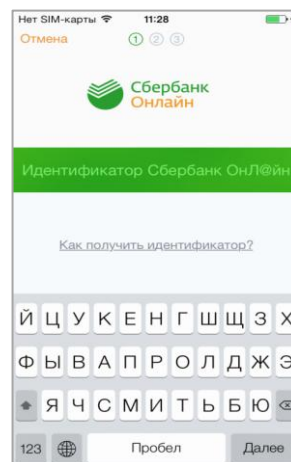 Нет SIM-карты 11:28
Отмена 1 2 3
Сбербанк
Онлайн
Идентификатор Сбербанк ОнЛ@йн
Как получить идентификатор?
Й Ц У К Е Н Г Ш Щ З Х
Ф Ы В А П Р О Л Д Ж Э
Я Ч С М И Т Ь Б Ю
123 Пробел Далее